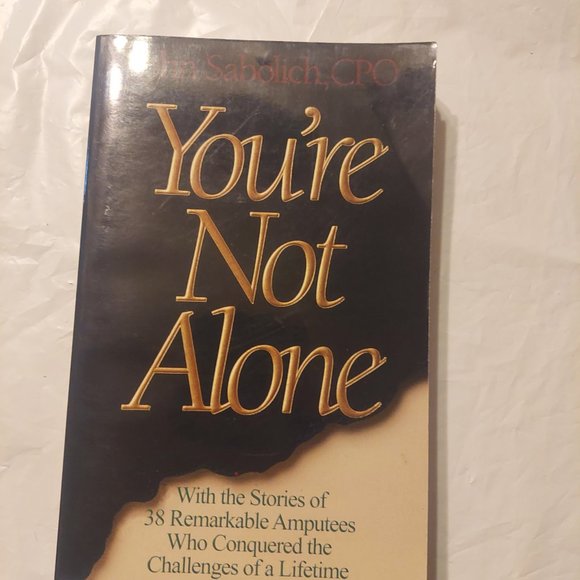 Sabolich, CPO
You're
Not
Alone
With the Stories of
38 Remarkable Amputees
Who Conquered the
Challenges of a Lifetime